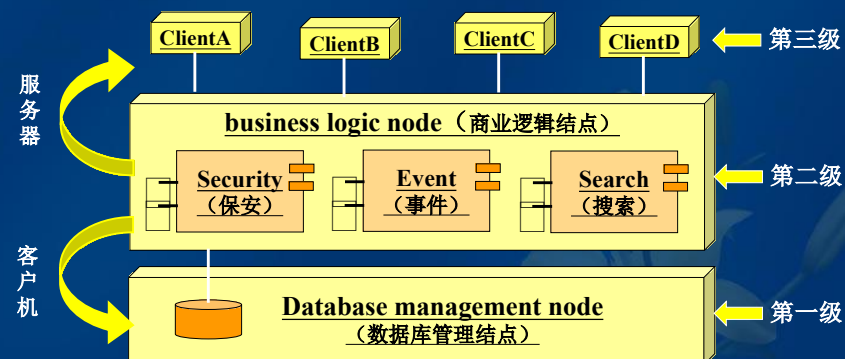 ClientA
ClientB
ClientC
ClientD
第三级
服务器
business logic node（商业逻辑结点）
Security
（保安）
Event
（事件）
Search
（搜索）
第二级
客户机
Database management node
（数据库管理结点）
第一级